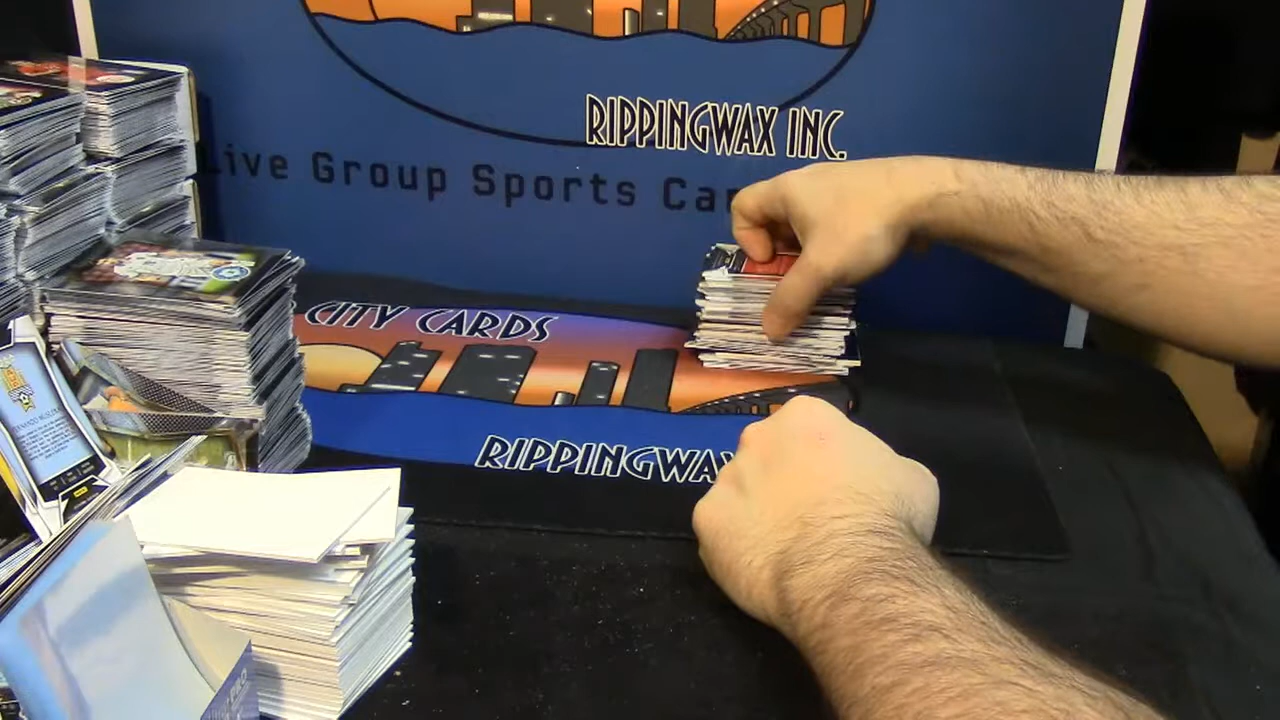 RIPPINGWAX INC.
Live Group Sports Car
CITY CARDS
RIPPINGWAX